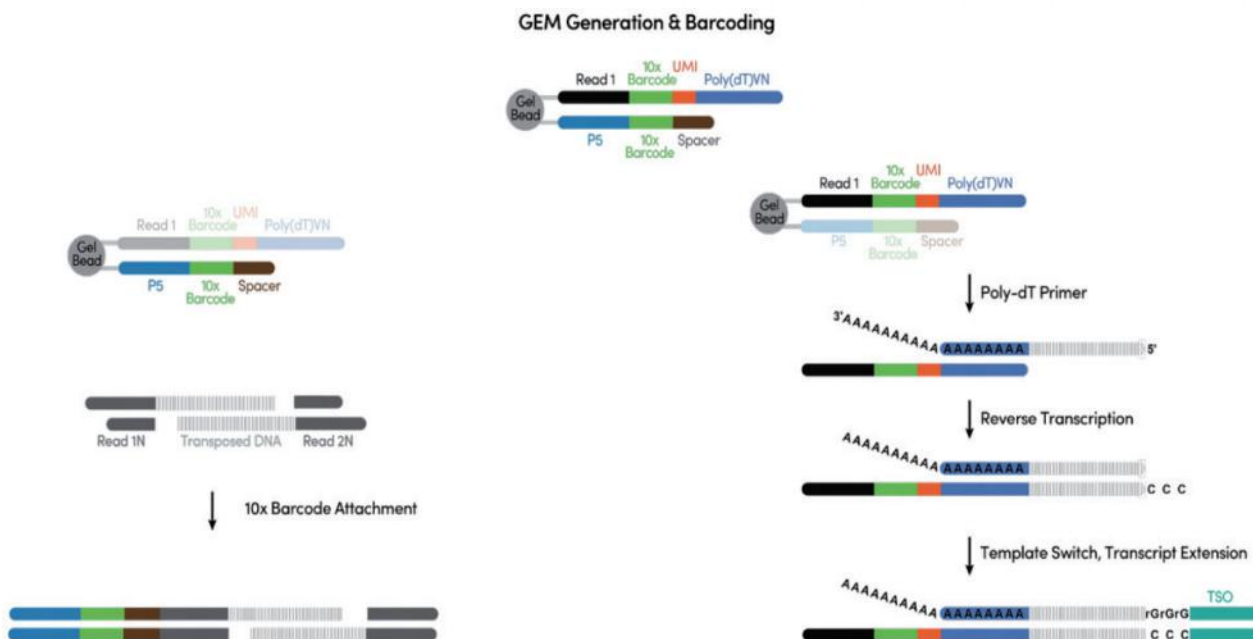 GEM Generation & Barcoding
10x
Barcode
UMI
Read 1
Poly(dT)VN
Gel
Bead
P5
10x
Barcode
Spacer
10x
Barcode
UMI
Read 1
Poly(dT)VN
Gel
Bead
P5
10x
Barcode
Spacer
10x
Barcode
UMI
Read 1
Poly(dT)VN
Gel
Bead
P5
10x
Barcode
Spacer
Poly-dT Primer
3'AAAAAAAAAA AAAAAAAA 5'
Read 1N
Transposed DNA
Read 2N
Reverse Transcription
AAAAAAAAAA AAAAAAAA
C C C
10x Barcode Attachment
Template Switch, Transcript Extension
AAAAAAAAAA AAAAAAAA rGrGrG
TSO
C C C